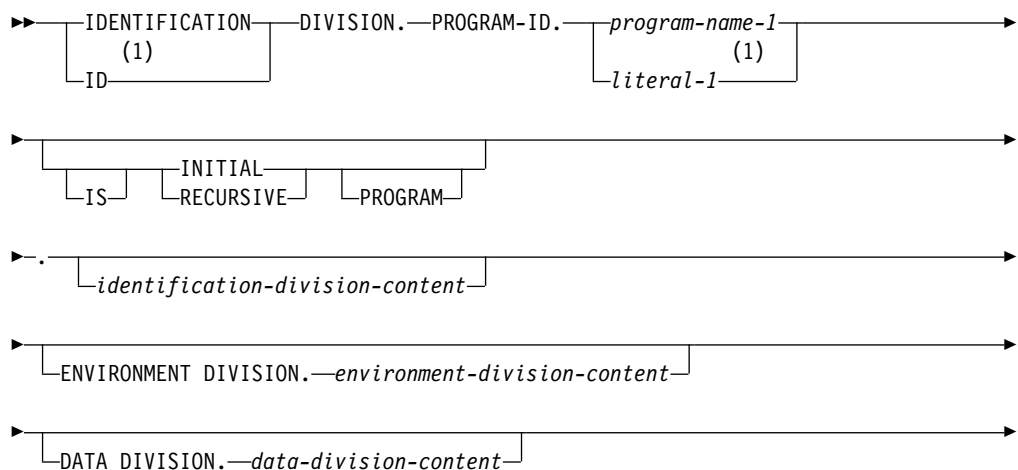 IDENTIFICATION DIVISION. PROGRAM-ID. program-name-1
(1) (1)
ID literal-1
INITIAL
IS RECURSIVE PROGRAM
.
identification-division-content
ENVIRONMENT DIVISION. environment-division-content
DATA DIVISION. data-division-content